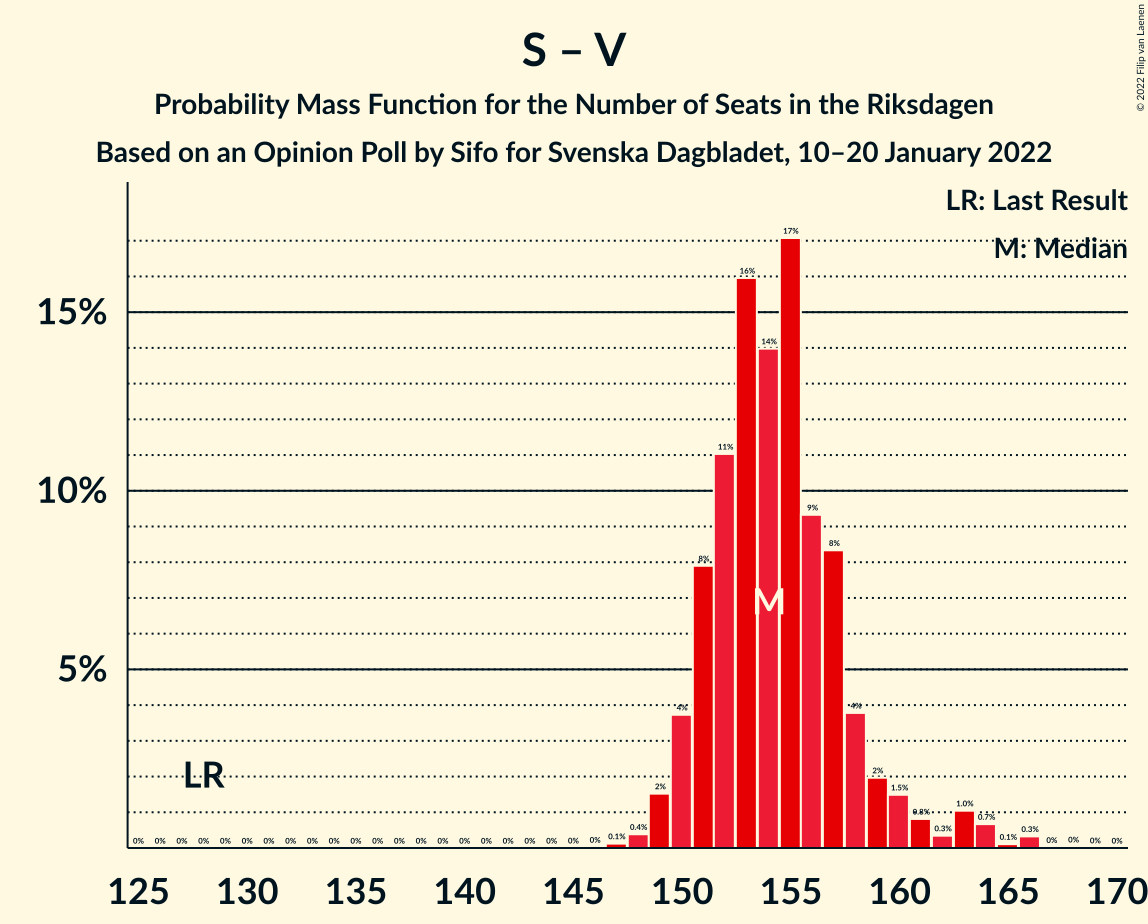 © 2022 Filip van Laenen
S – V
Probability Mass Function for the Number of Seats in the Riksdagen
Based on an Opinion Poll by Sifo for Svenska Dagbladet, 10–20 January 2022
LR: Last Result
M: Median
15%
10%
5%
LR
M
0% 0% 0% 0% 0% 0% 0% 0% 0% 0% 0% 0% 0% 0% 0% 0% 0% 0% 0% 0% 0% 0% 0.1% 0.4% 2% 4% 8% 11% 16% 14% 17% 9% 8% 4% 2% 1.5% 0.8% 0.3% 1.0% 0.7% 0.1% 0.3% 0% 0% 0% 0%
125 130 135 140 145 150 155 160 165 170